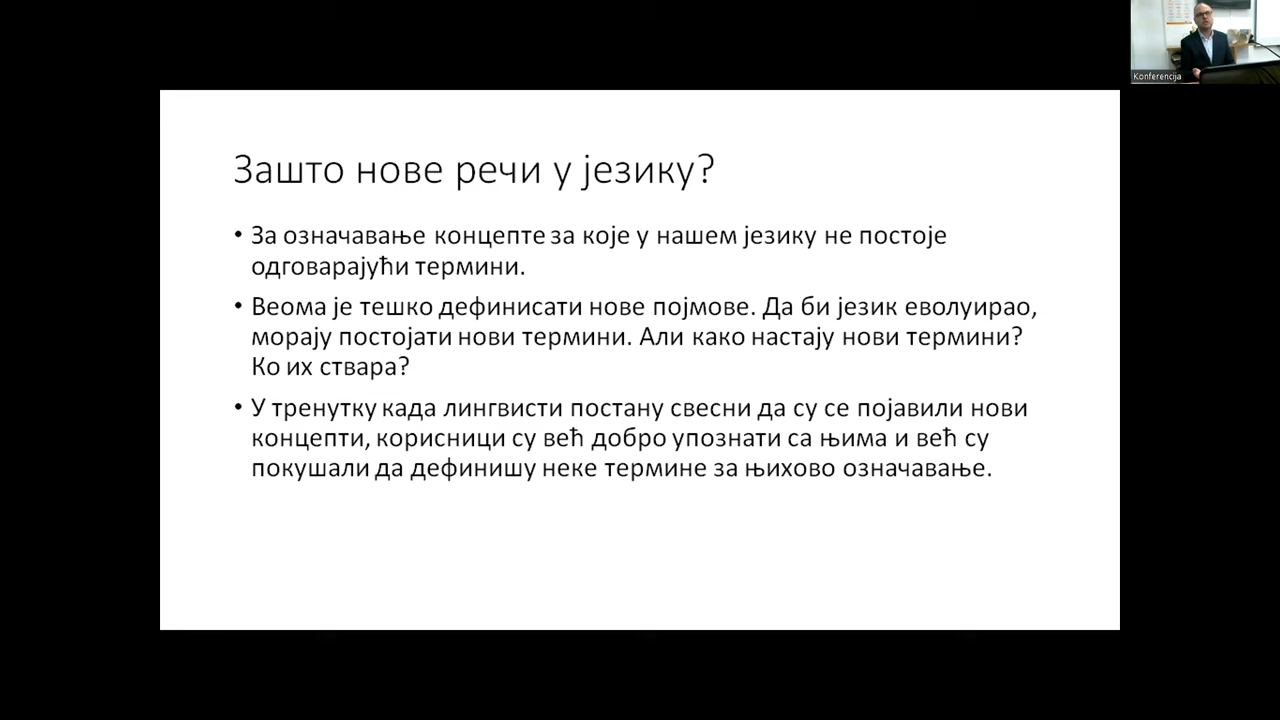 Зашто нове речи у језику?
• За означавање концепте за које у нашем језику не постоје
одговарајући термини.
• Веома је тешко дефинисати нове појмове. Да би језик еволуирао,
морају постојати нови термини. Али како настају нови термини?
Ко их ствара?
• У тренутку када лингвисти постану свесни да су се појавили нови
концепти, корисници су већ добро упознати са њима и већ су
покушали да дефинишу неке термине за њихово означавање.
Konferencija